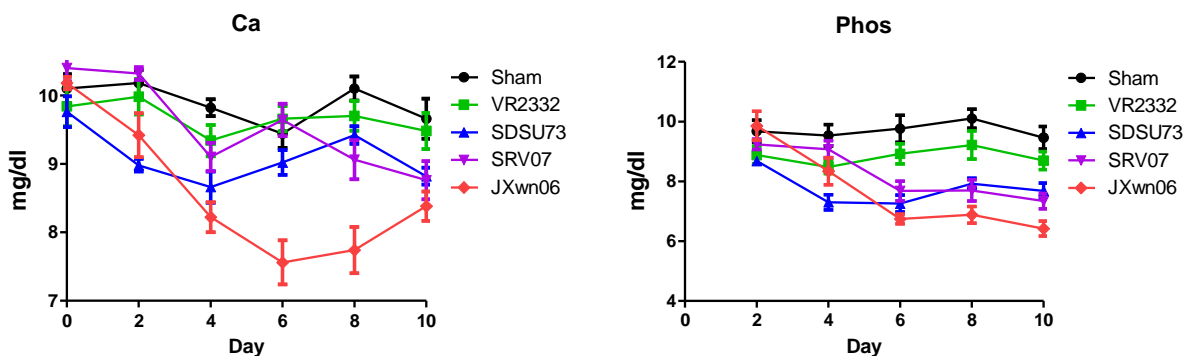 Ca
mg/dl
10
9
8
7
0
2
4
6
8
10
Day
Sham
VR2332
SDSU73
SRV07
JXwn06
Phos
mg/dl
12
10
8
6
4
0
2
4
6
8
10
Day
Sham
VR2332
SDSU73
SRV07
JXwn06